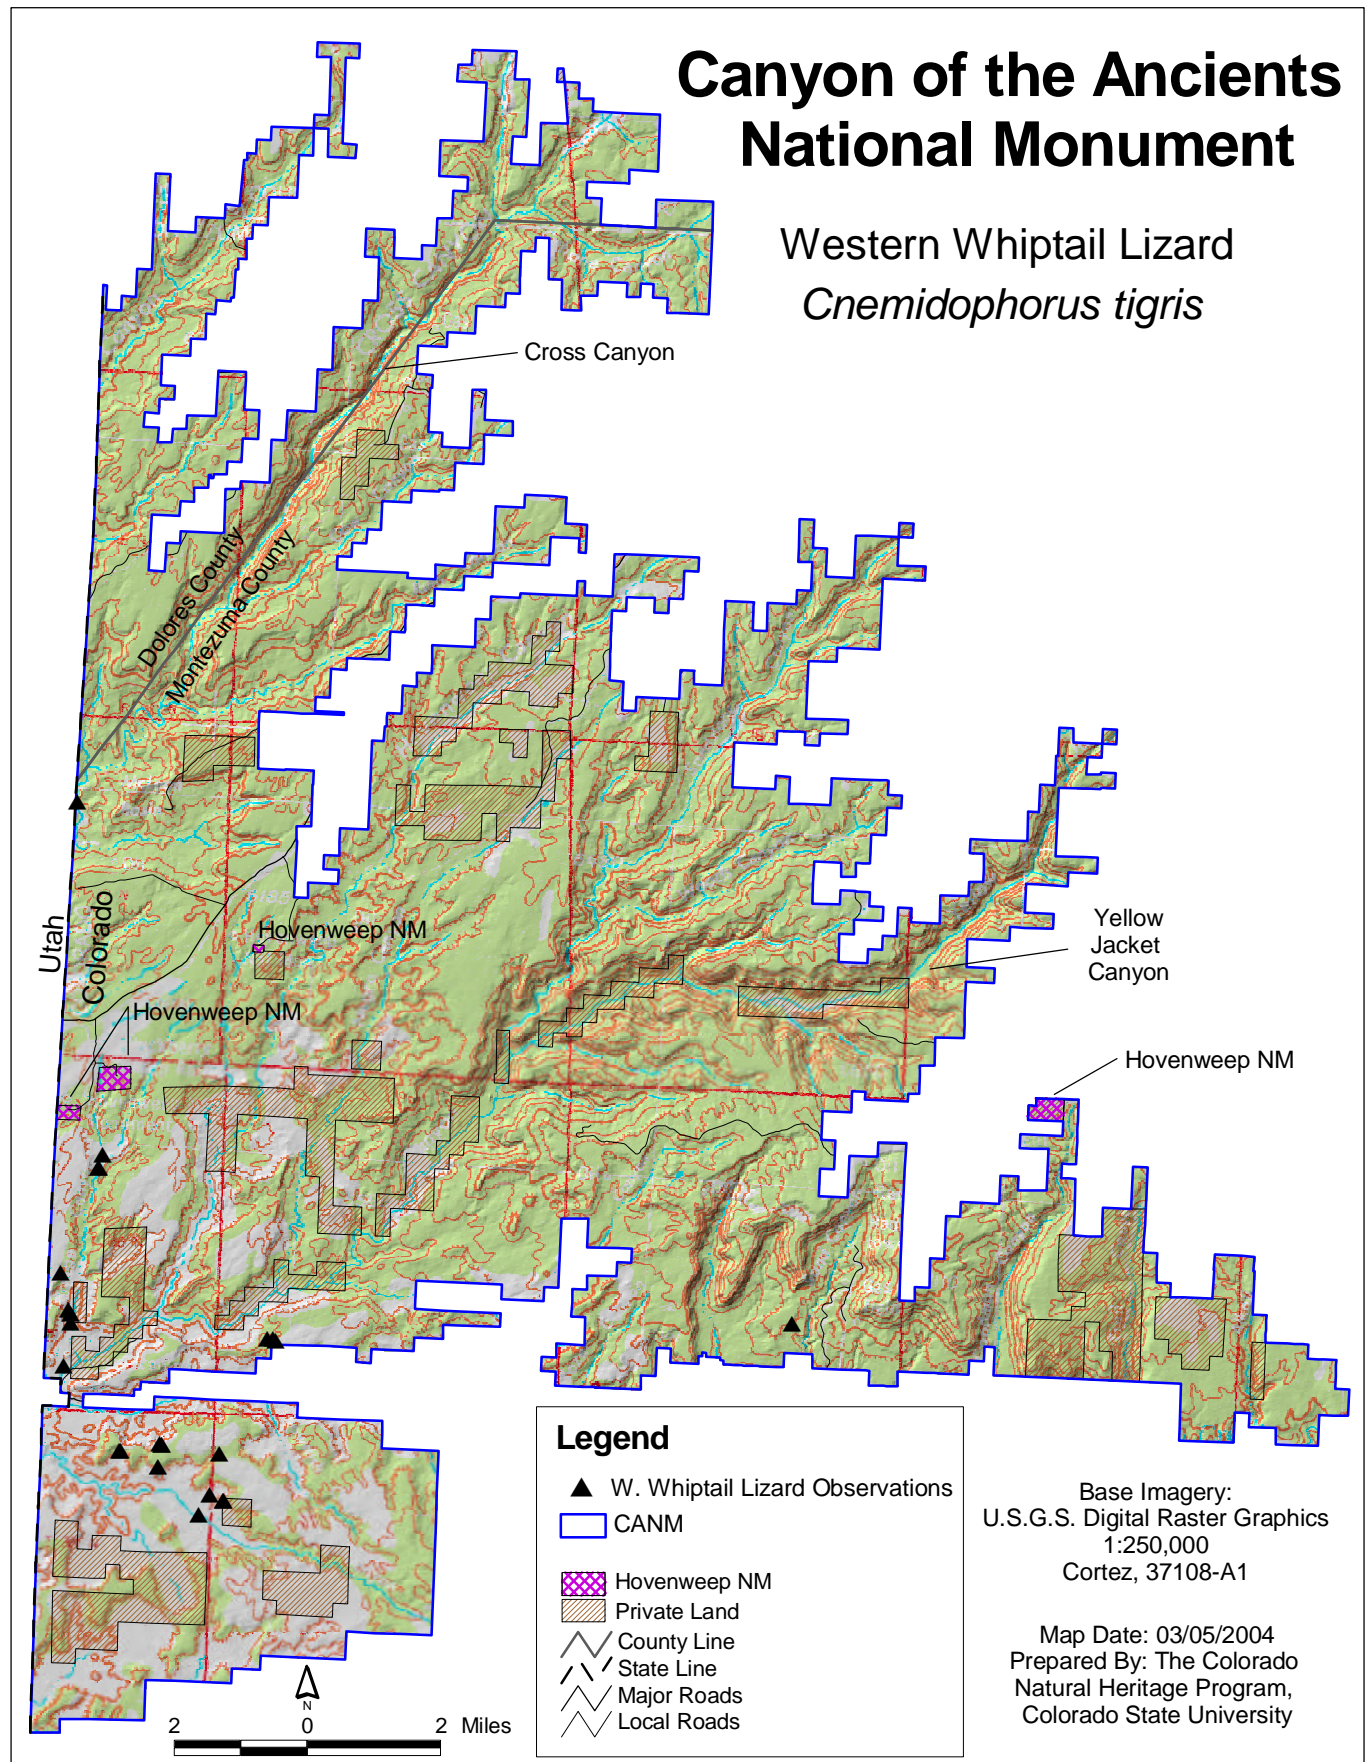 Canyon of the Ancients
National Monument
Western Whiptail Lizard
Cnemidophorus tigris
Cross Canyon
Dolores County
Montezuma County
Utah
Colorado
Hovenweep NM
Yellow
Jacket
Canyon
Hovenweep NM
Hovenweep NM
Legend
W. Whiptail Lizard Observations
CANM
Hovenweep NM
Private Land
County Line
State Line
Major Roads
Local Roads
Base Imagery:
U.S.G.S. Digital Raster Graphics
1:250,000
Cortez, 37108-A1
Map Date: 03/05/2004
Prepared By: The Colorado
Natural Heritage Program,
Colorado State University
N
2 0 2 Miles